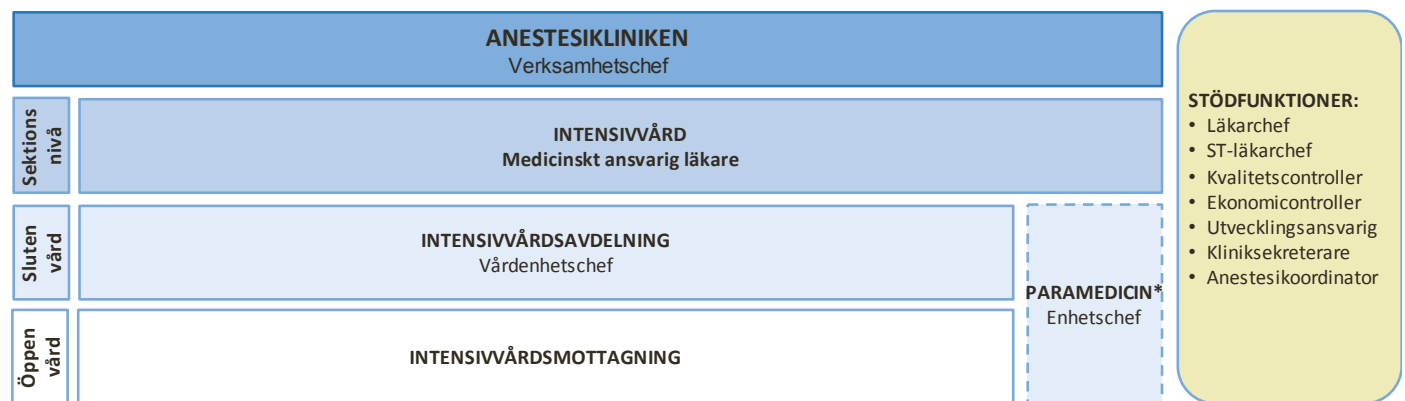 ANESTESIKLINIKEN
Verksamhetschef
Sektions
nivå
INTENSIVVÅRD
Medicinskt ansvarig läkare
Sluten
vård
INTENSIVVÅRDSAVDELNING
Vårdenhetschef
PARAMEDICIN*
Enhetschef
Öppen
vård
INTENSIVVÅRDSMOTTAGNING
STÖDFUNKTIONER:
• Läkarchef
• ST-läkarchef
• Kvalitetscontroller
• Ekonomicontroller
• Utvecklingsansvarig
• Kliniksekreterare
• Anestesikoordinator